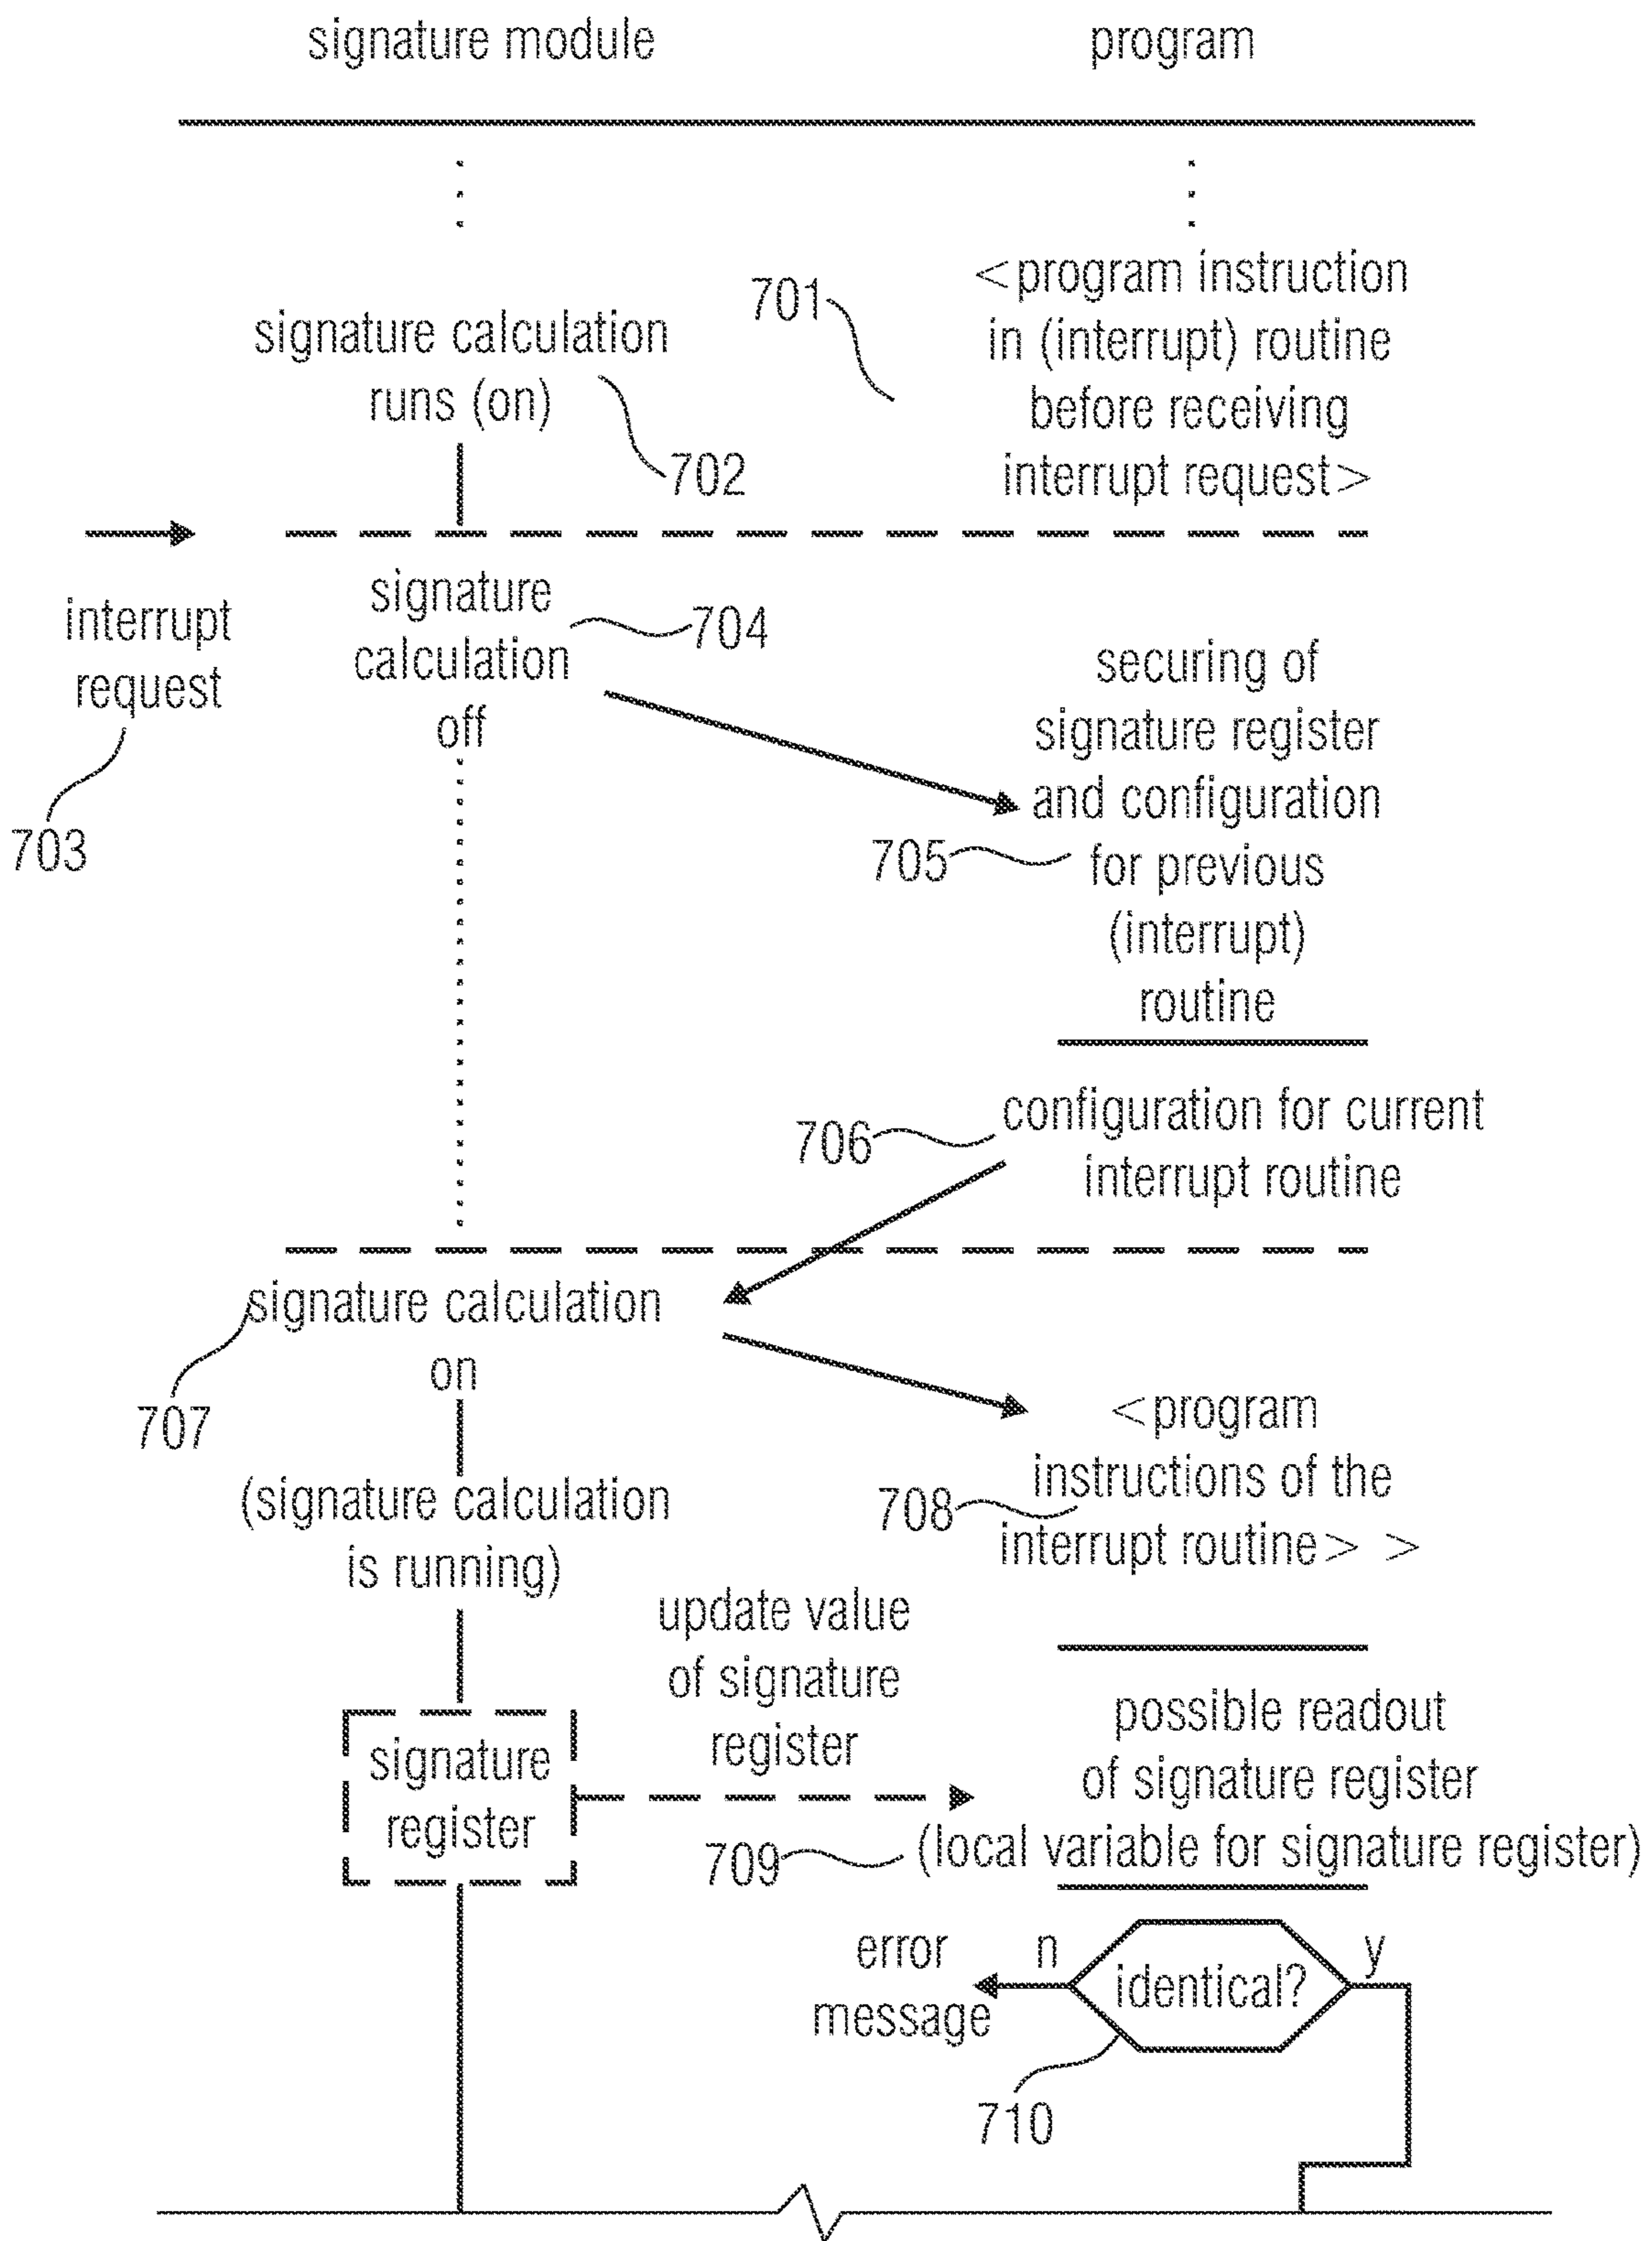 signature module
program
<program instruction
in (interrupt) routine
before receiving
interrupt request>
701
signature calculation
runs (on)
702
interrupt
request
703
signature
calculation
off
704
securing of
signature register
and configuration
for previous
(interrupt)
routine
705
configuration for current
interrupt routine
706
signature calculation
on
707
(signature calculation
is running)
<program
instructions of the
interrupt routine> >
708
update value
of signature
register
signature
register
possible readout
of signature register
(local variable for signature register)
709
error
message
n
identical?
y
710